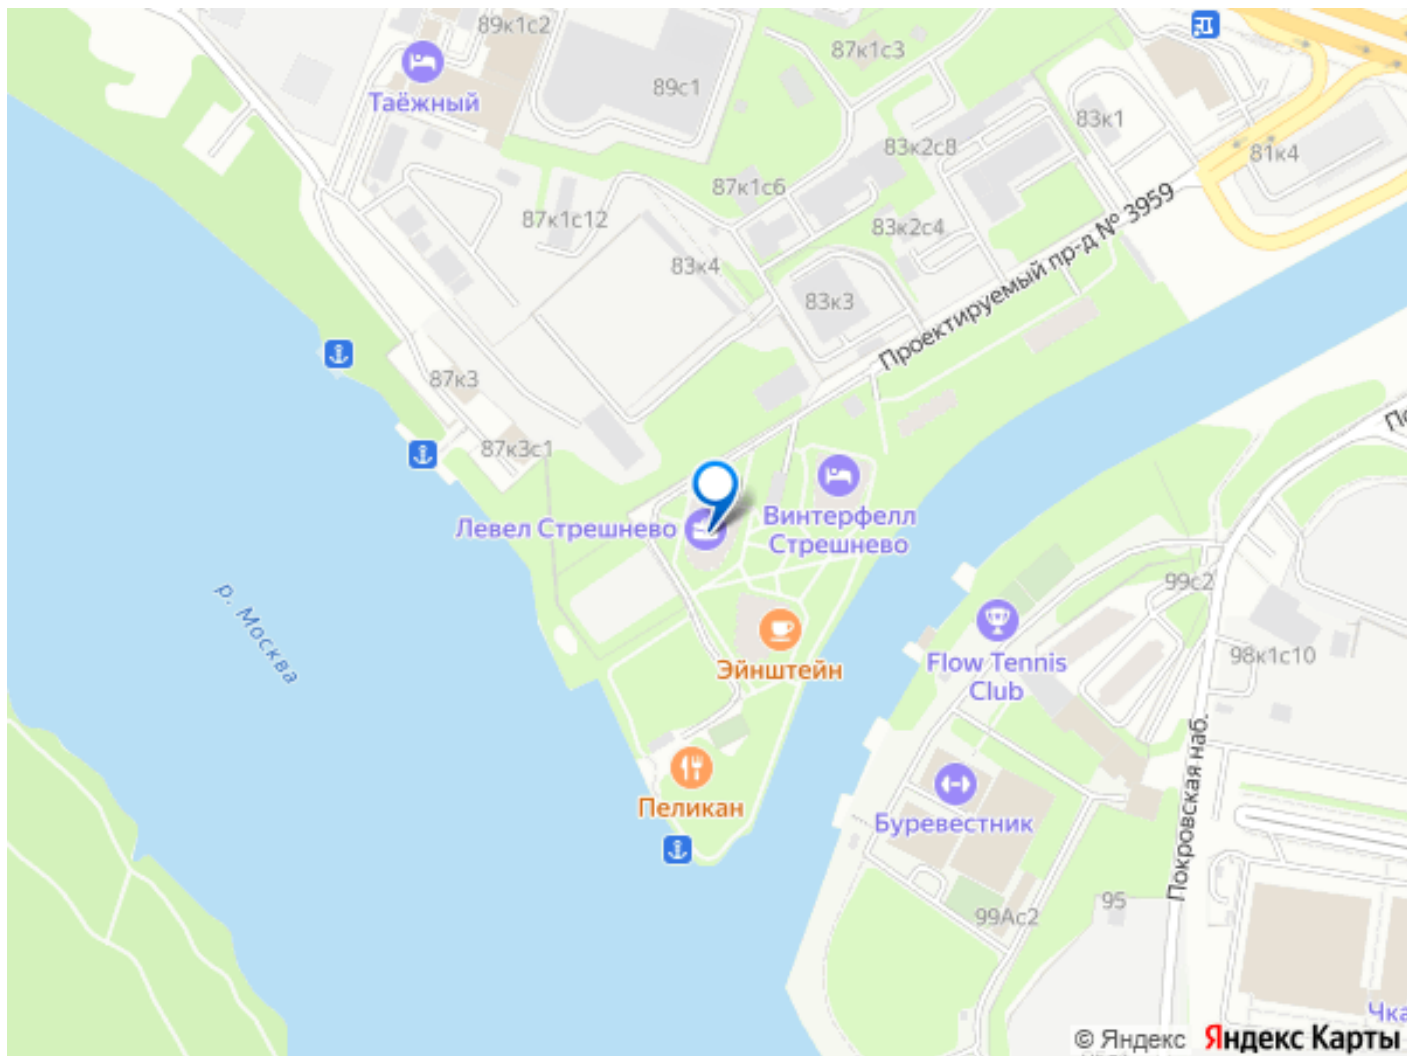 89к1с2
87к1с3
Таёжный
89с1
83к1
83к2с8
81к4
87к1с6
87к1с12
83к2с4
Проектируемый пр-д № 3959
83к4
83к3
87к3
87к3с1
Левел Стрешнево
Винтерфелл
Стрешнево
р. Москва
99с2
Эйнштейн
Flow Tennis
Club
98к1с10
Пеликан
Буревестник
Покровская наб.
95
99Ас2
© Яндекс
Яндекс Карты